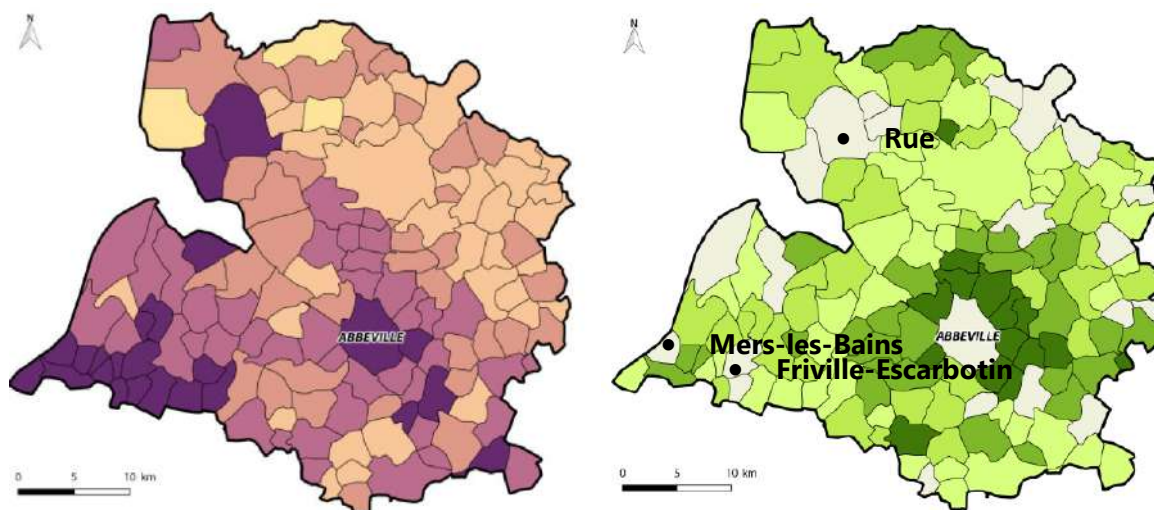 N
ABBEVILLE
0 5 10 km
N
Rue
Mers-les-Bains
Friville-Escarbotin
ABBEVILLE
0 5 10 km